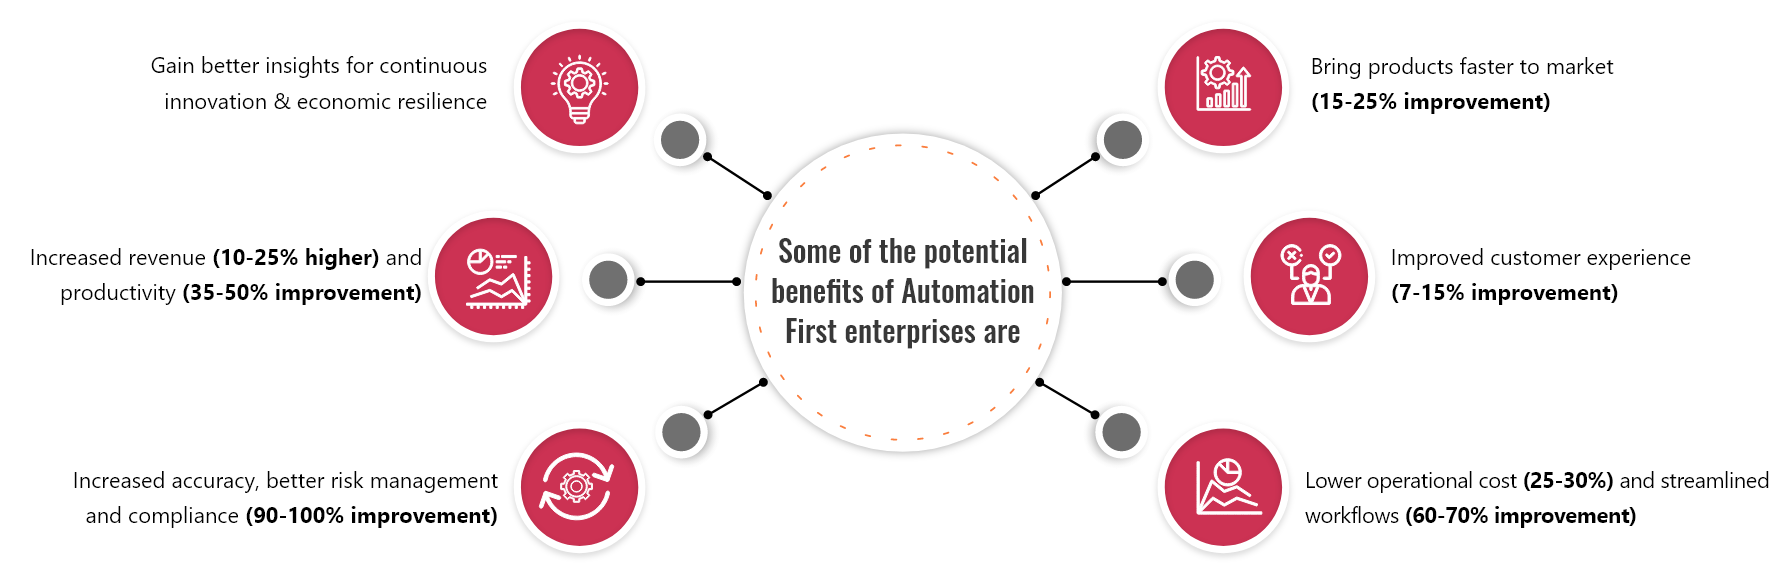 Gain better insights for continuous
innovation & economic resilience
Increased revenue (10-25% higher) and
productivity (35-50% improvement)
Increased accuracy, better risk management
and compliance (90-100% improvement)
Some of the potential
benefits of Automation
First enterprises are
Bring products faster to market
(15-25% improvement)
Improved customer experience
(7-15% improvement)
Lower operational cost (25-30%) and streamlined
workflows (60-70% improvement)